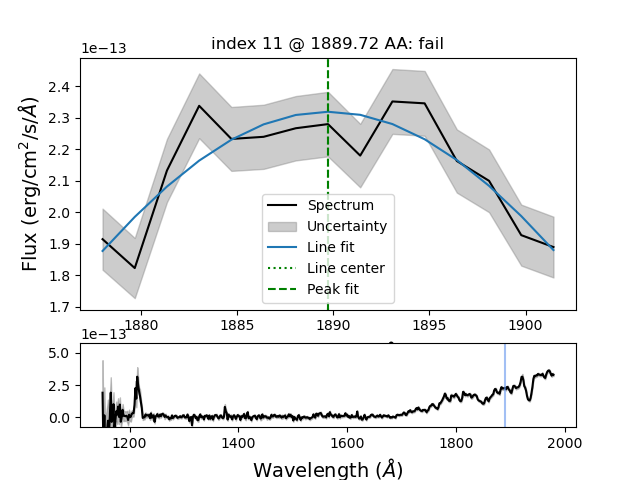 index 11 @ 1889.72 AA: fail
1e−13
2.4
2.3
2.2
2.1
2.0
1.9
1.8
1.7
Flux (erg/cm²/s/Å)
Spectrum
Uncertainty
Line fit
Line center
Peak fit
1880 1885 1890 1895 1900
1e−13
5.0
2.5
0.0
1200 1400 1600 1800 2000
Wavelength (Å)